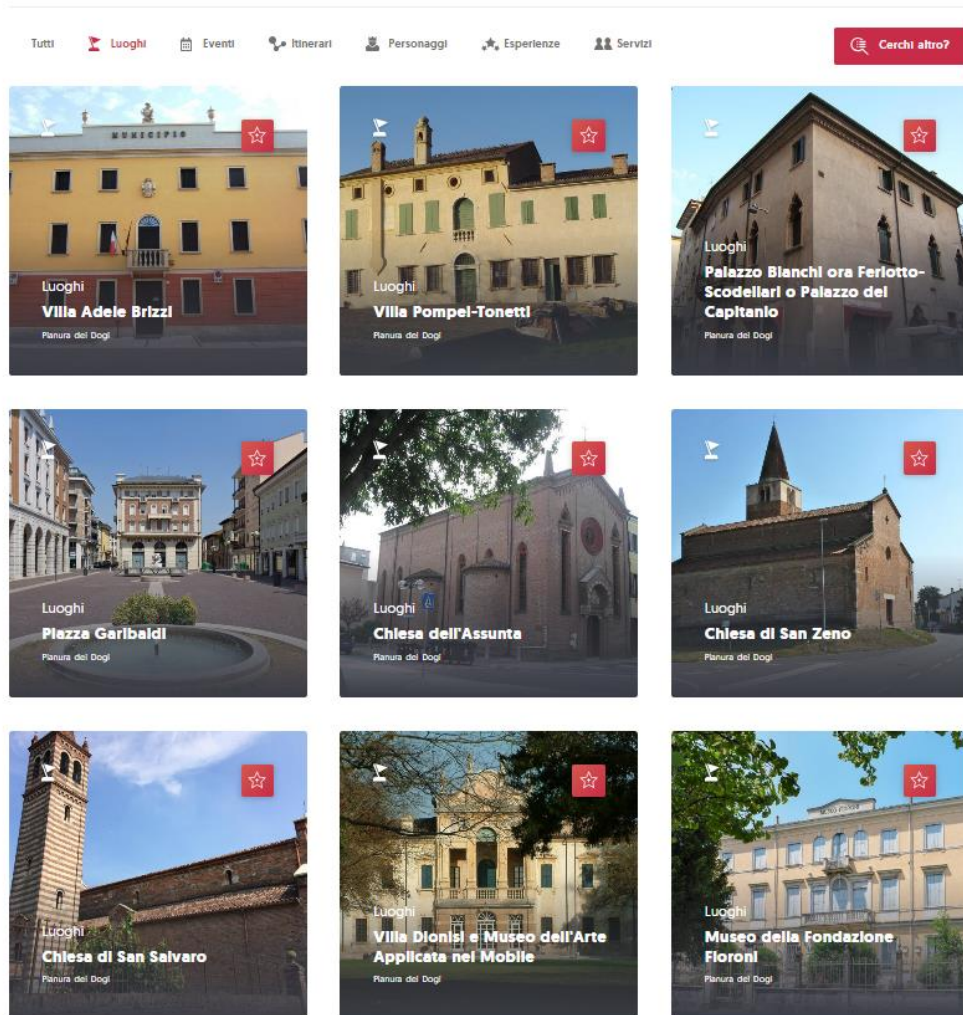 Tutti Luoghi Eventi Itinerari Personaggi Esperienze Servizi Cerchi altro?
MUNICIPIO
Luoghi
Villa Adele Brizzi
Pianura dei Dogi
Luoghi
Villa Pompei-Tonetti
Pianura dei Dogi
Luoghi
Palazzo Bianchi ora Feriotto-
Scodellari o Palazzo del
Capitanio
Pianura dei Dogi
Luoghi
Piazza Garibaldi
Pianura dei Dogi
Luoghi
Chiesa dell'Assunta
Pianura dei Dogi
Luoghi
Chiesa di San Zeno
Pianura dei Dogi
Luoghi
Chiesa di San Salvaro
Pianura dei Dogi
Luoghi
Villa Dionisi e Museo dell'Arte
Applicata nel Mobile
Pianura dei Dogi
MUSEO FIORONI
Luoghi
Museo della Fondazione
Fioroni
Pianura dei Dogi